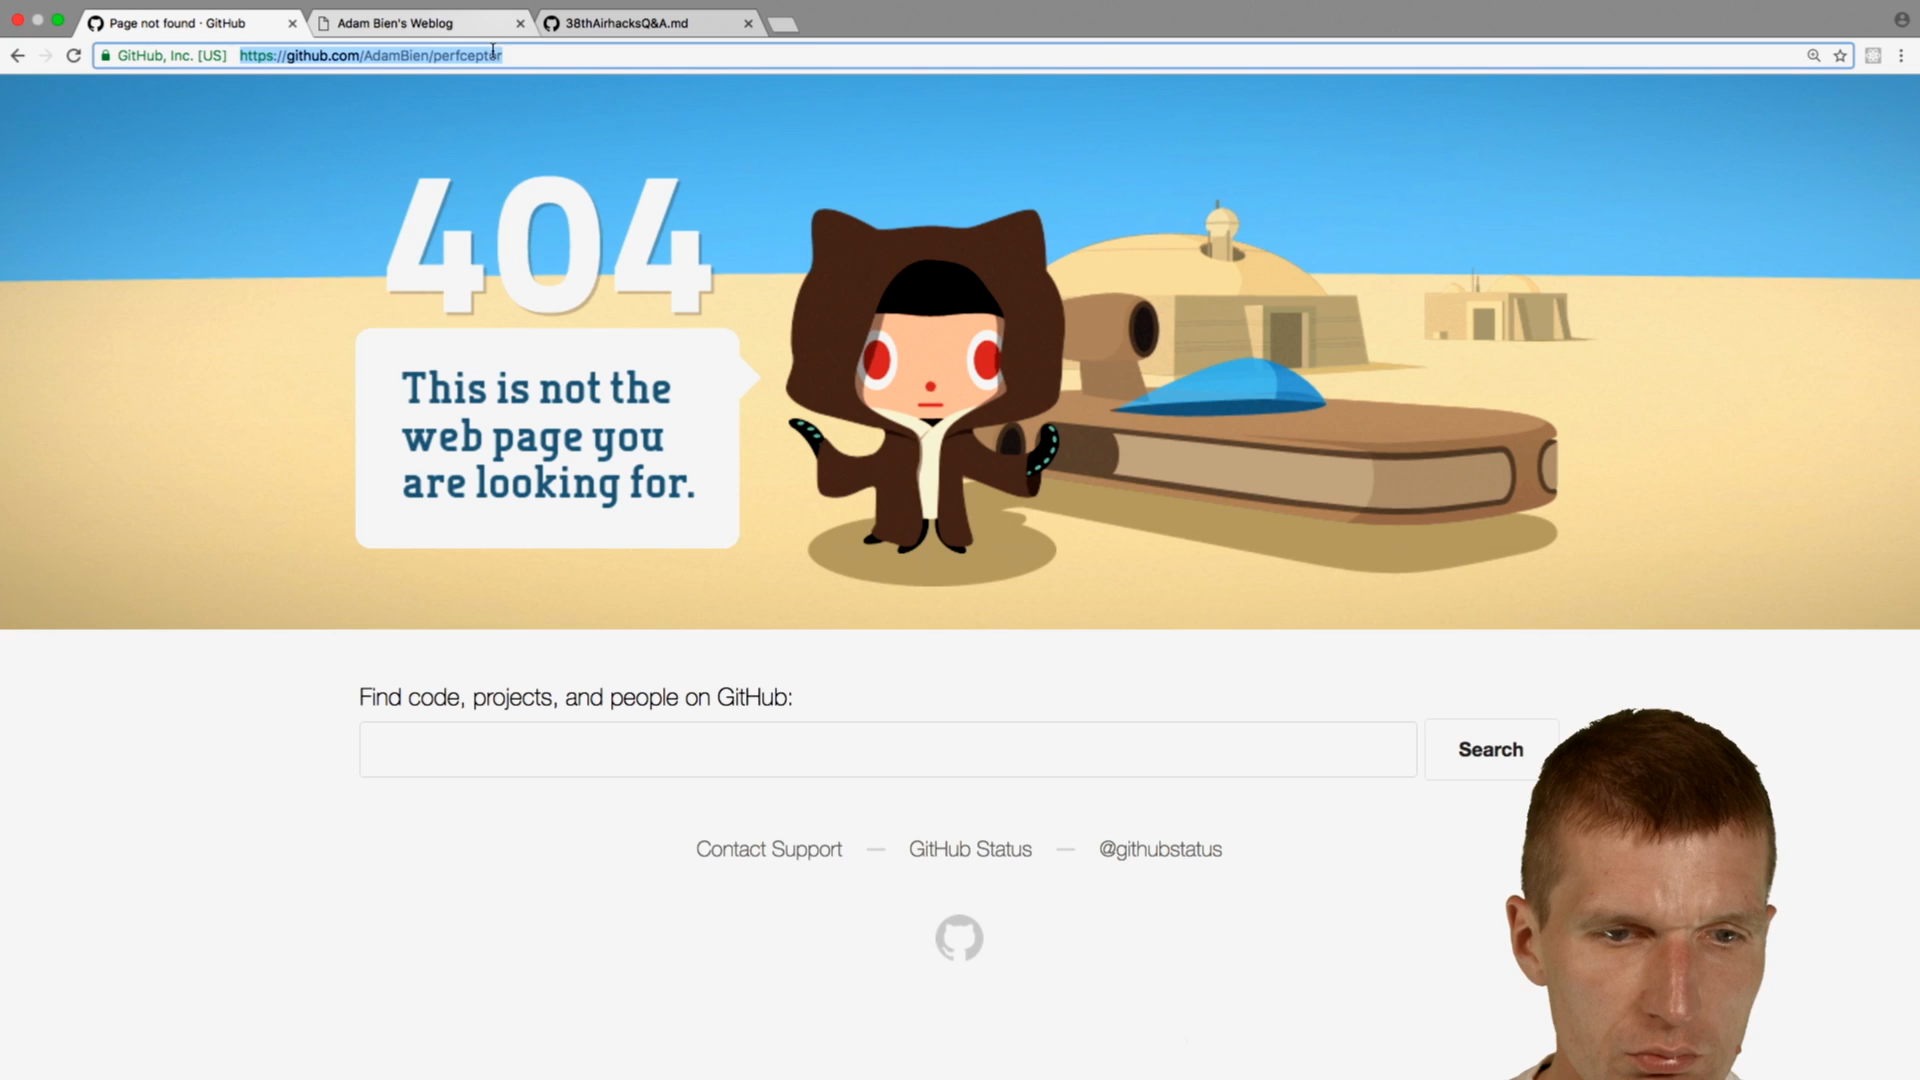 Page not found · GitHub
Adam Bien's Weblog
38thAirhacksQ&A.md
GitHub, Inc. [US] https://github.com/AdamBien/perfceptor
404
This is not the
web page you
are looking for.
Find code, projects, and people on GitHub:
Search
Contact Support — GitHub Status — @githubstatus